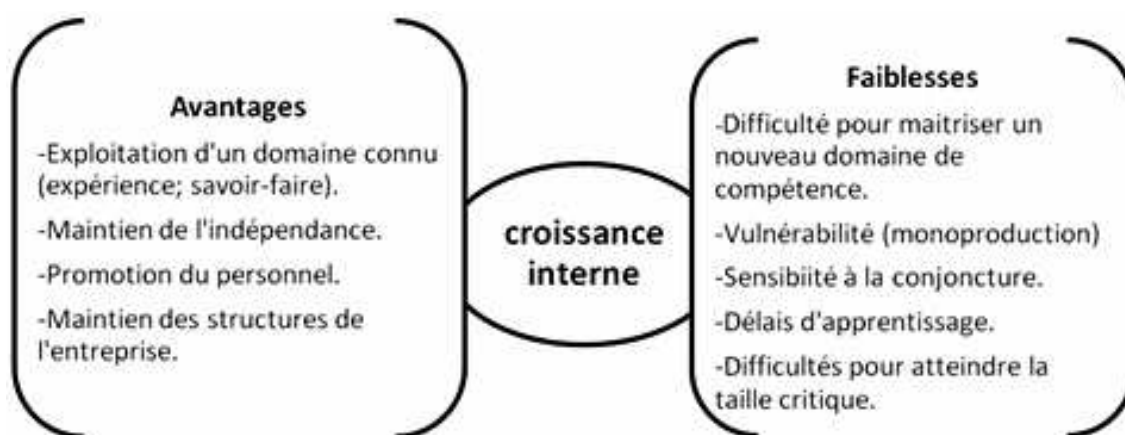 Avantages
-Exploitation d'un domaine connu
(expérience; savoir-faire).
-Maintien de l'indépendance.
-Promotion du personnel.
-Maintien des structures de
l'entreprise.
croissance
interne
Faiblesses
-Difficulté pour maitriser un
nouveau domaine de
compétence.
-Vulnérabilité (monoproduction)
-Sensibiité à la conjoncture.
-Délais d'apprentissage.
-Difficultés pour atteindre la
taille critique.